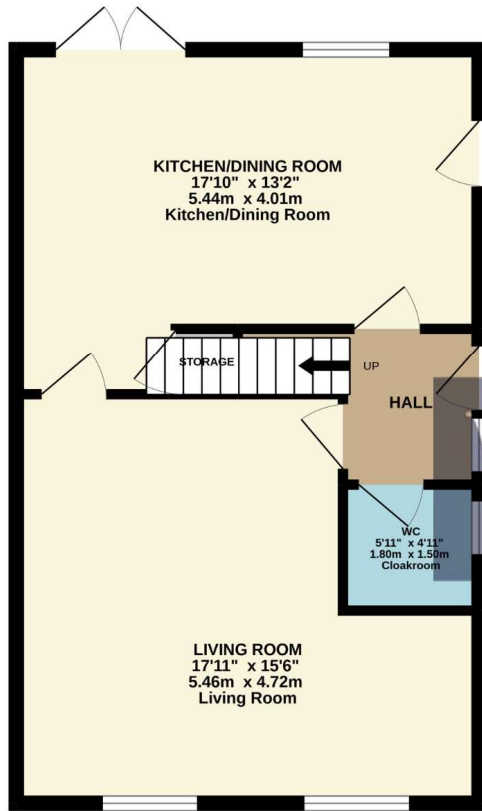 KITCHEN/DINING ROOM
17'10" x 13'2"
5.44m x 4.01m
Kitchen/Dining Room
STORAGE
UP
HALL
WC
5'11" x 4'11"
1.80m x 1.50m
Cloakroom
LIVING ROOM
17'11" x 15'6"
5.46m x 4.72m
Living Room